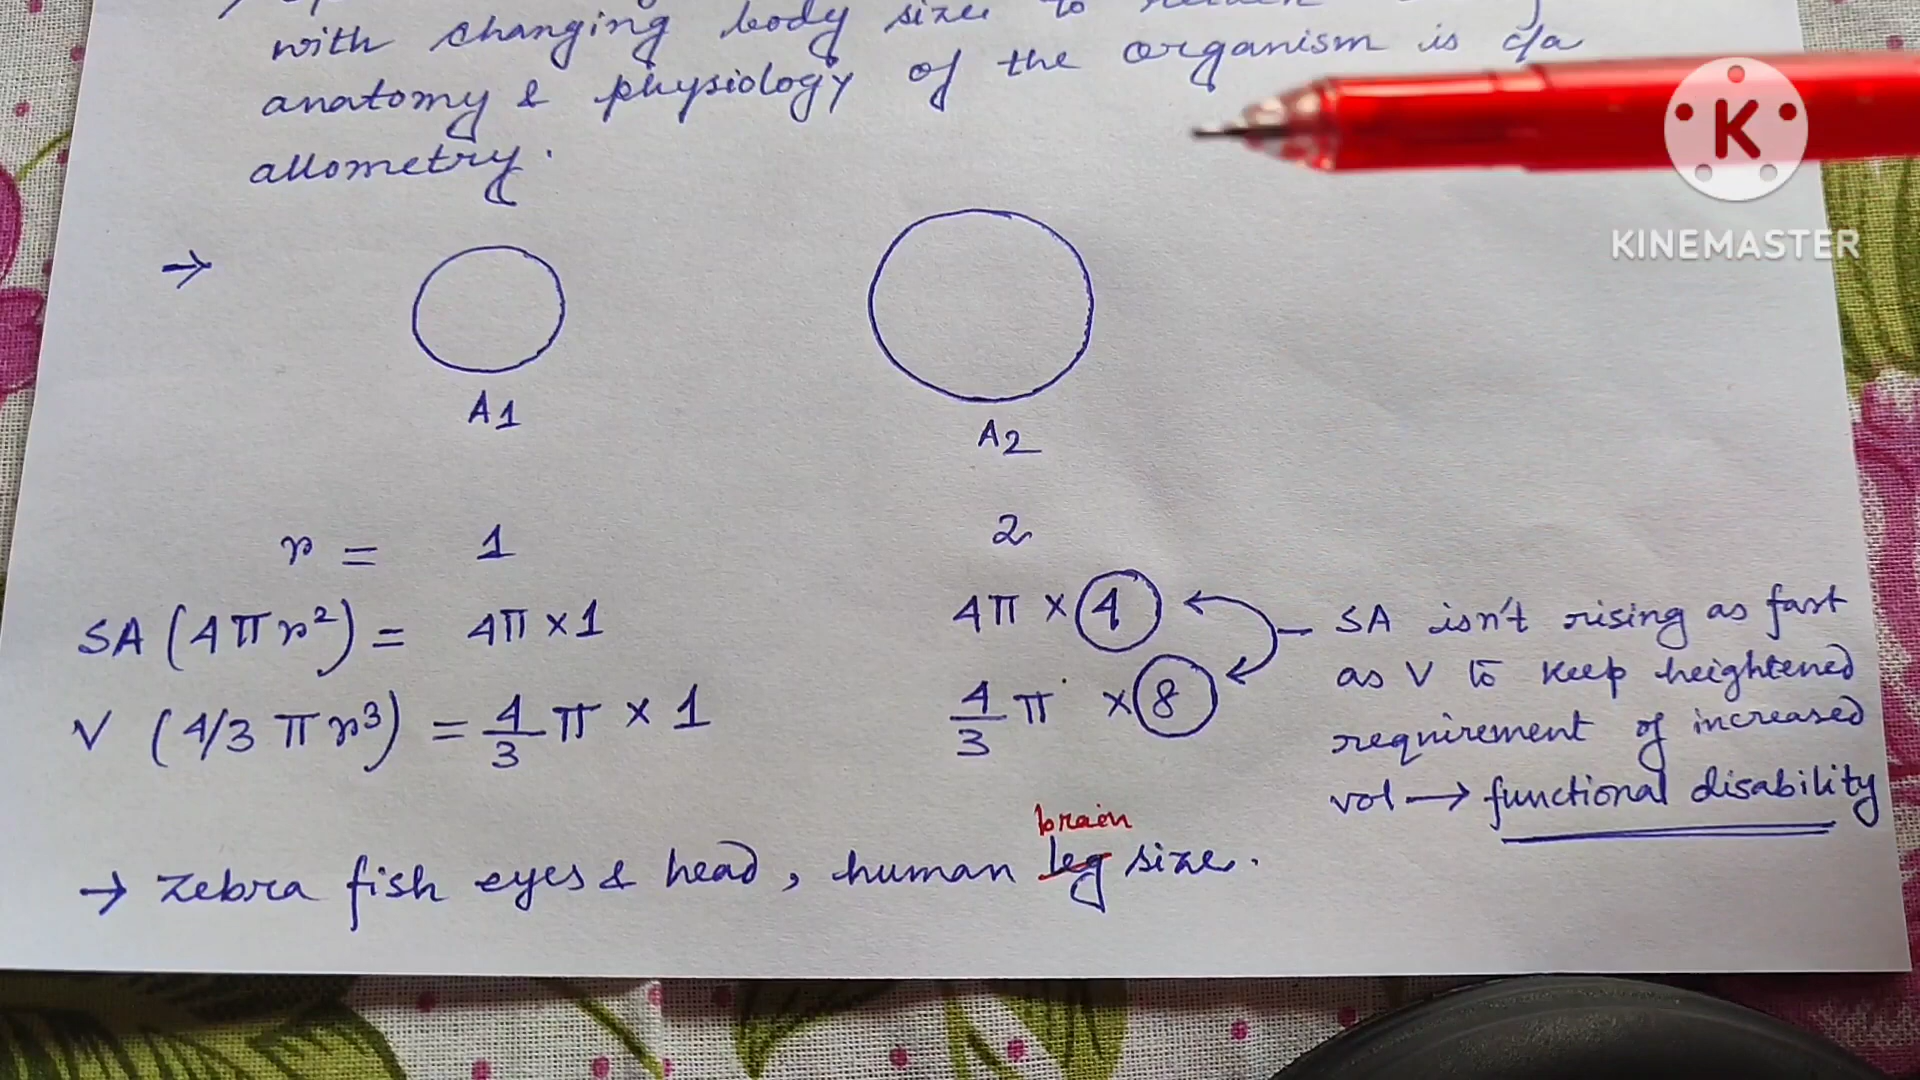 with changing body size to
anatomy & physiology of the organism is c/a
allometry.
→
A1 A2
r = 1 2
SA (4πr²) = 4π×1 4π × 4
V (4/3 πr³) = 4/3 π × 1 4/3 π × 8
SA isn't rising as fast
as V to keep heightened
requirement of increased
vol → functional disability
brain
→ zebra fish eyes & head, human leg size.
K
KINEMASTER